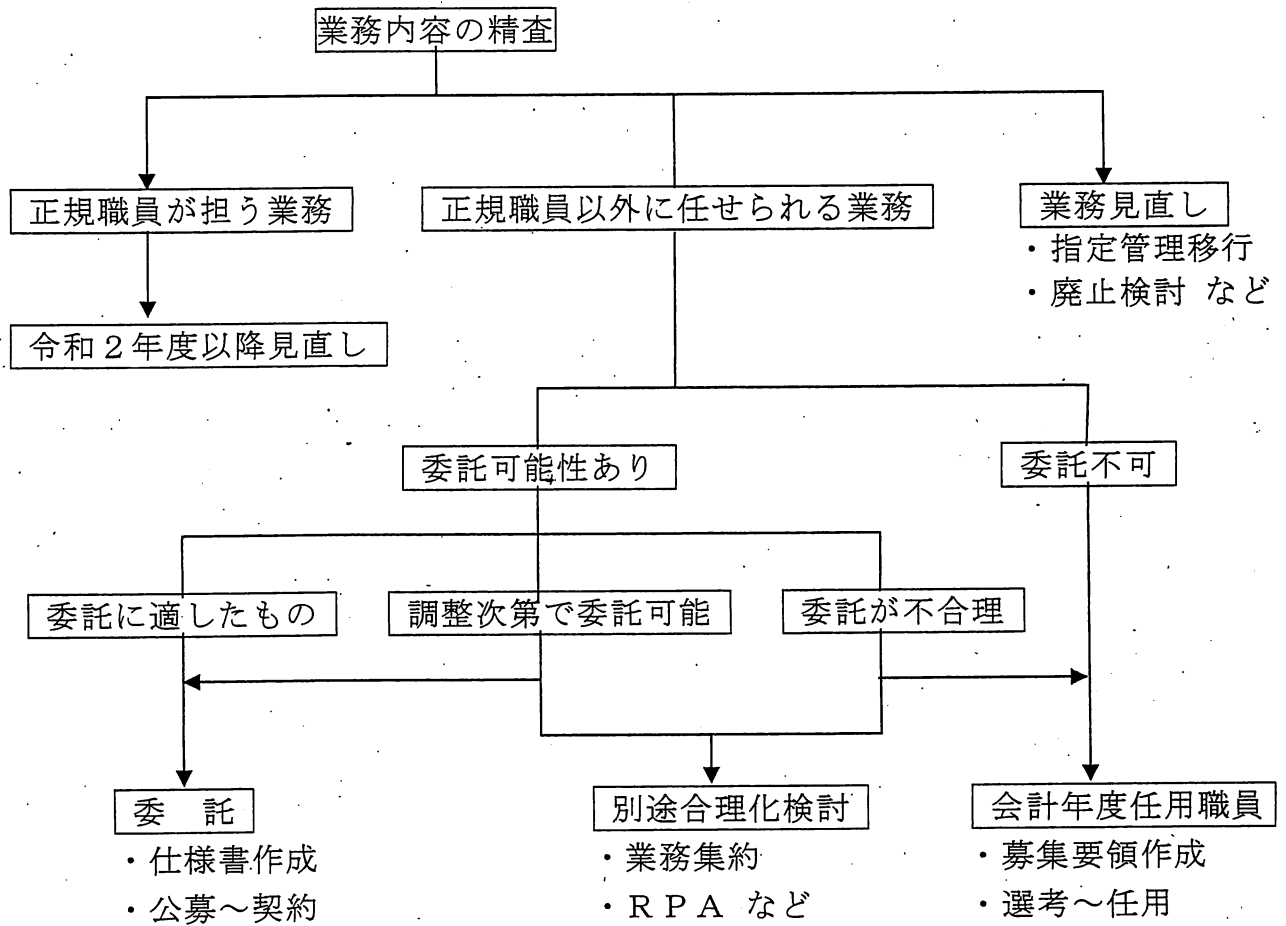 業務内容の精査
正規職員が担う業務
正規職員以外に任せられる業務
業務見直し
・指定管理移行
・廃止検討 など
令和2年度以降見直し
委託可能性あり
委託不可
委託に適したもの
調整次第で委託可能
委託が不合理
委 託
・仕様書作成
・公募～契約
別途合理化検討
・業務集約
・RPA など
会計年度任用職員
・募集要領作成
・選考～任用